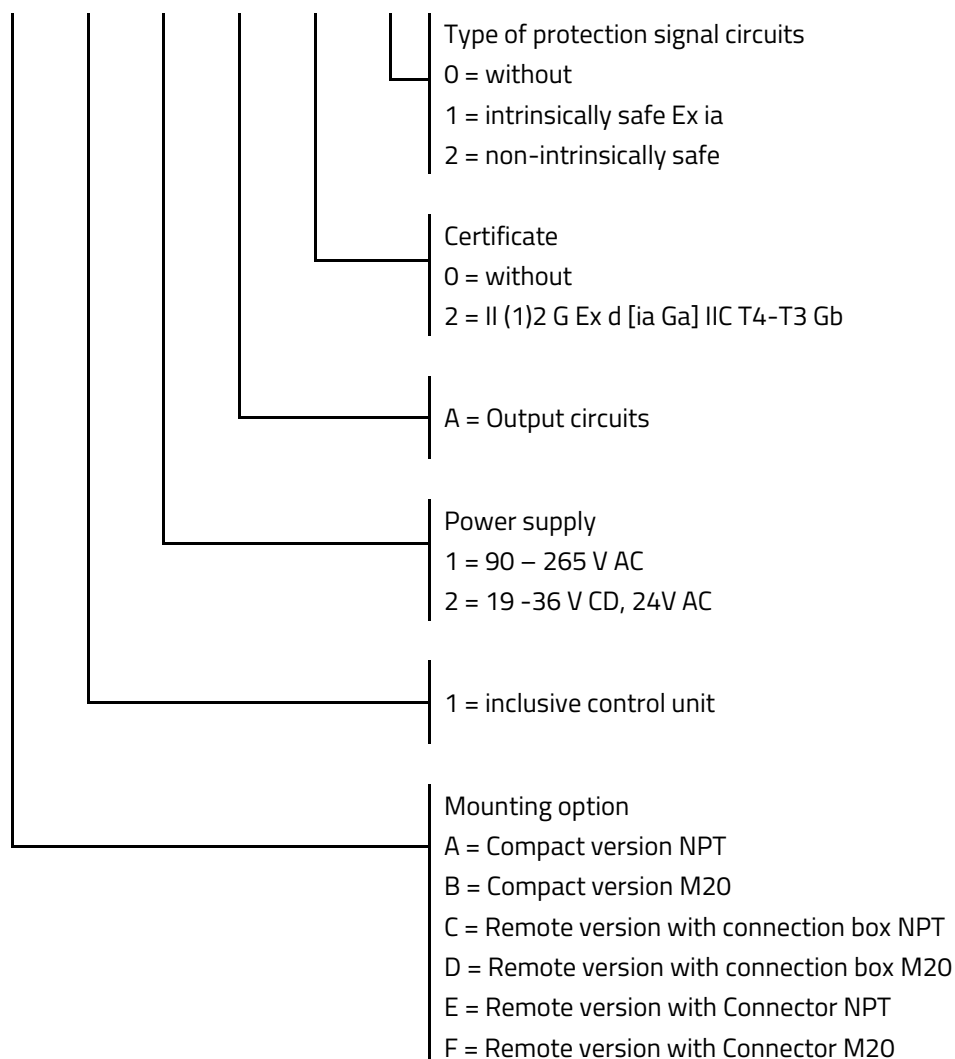 Type of protection signal circuits
0 = without
1 = intrinsically safe Ex ia
2 = non-intrinsically safe
Certificate
0 = without
2 = II (1)2 G Ex d [ia Ga] IIC T4-T3 Gb
A = Output circuits
Power supply
1 = 90 – 265 V AC
2 = 19 -36 V CD, 24V AC
1 = inclusive control unit
Mounting option
A = Compact version NPT
B = Compact version M20
C = Remote version with connection box NPT
D = Remote version with connection box M20
E = Remote version with Connector NPT
F = Remote version with Connector M20